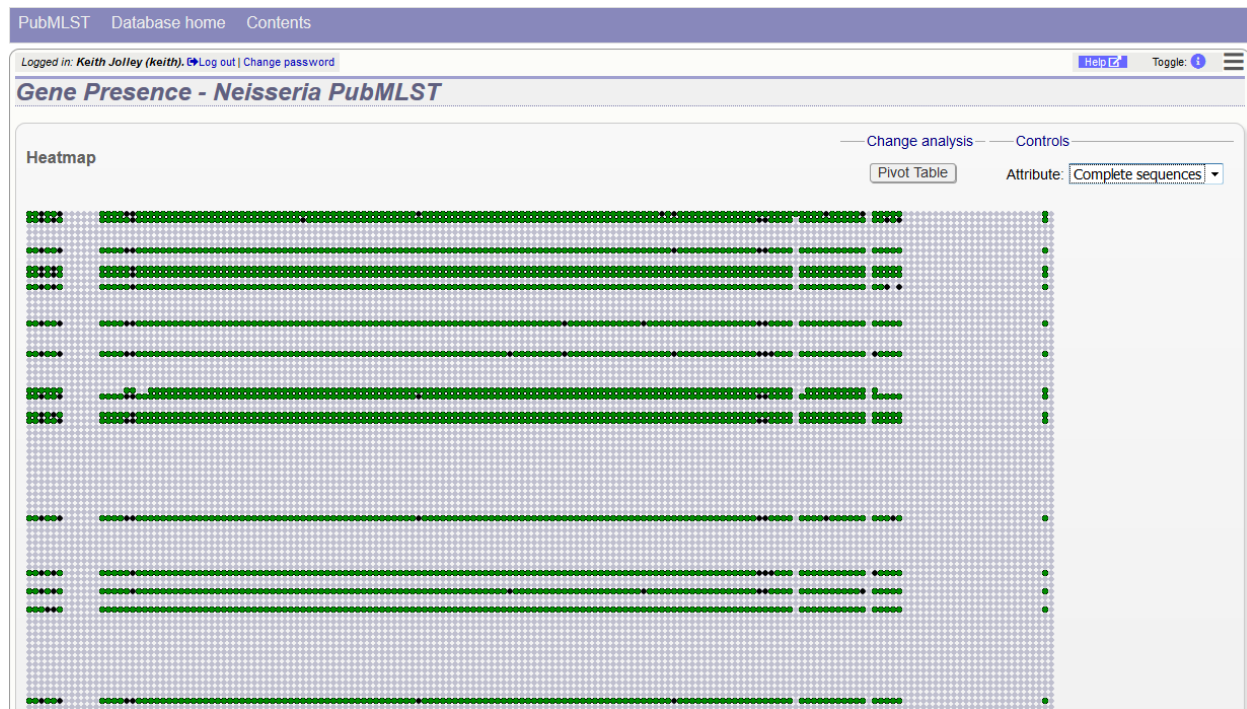 PubMLST Database home Contents
Logged in: Keith Jolley (keith). Log out | Change password Help Toggle:
Gene Presence - Neisseria PubMLST
Change analysis Controls
Heatmap
Pivot Table Attribute: Complete sequences